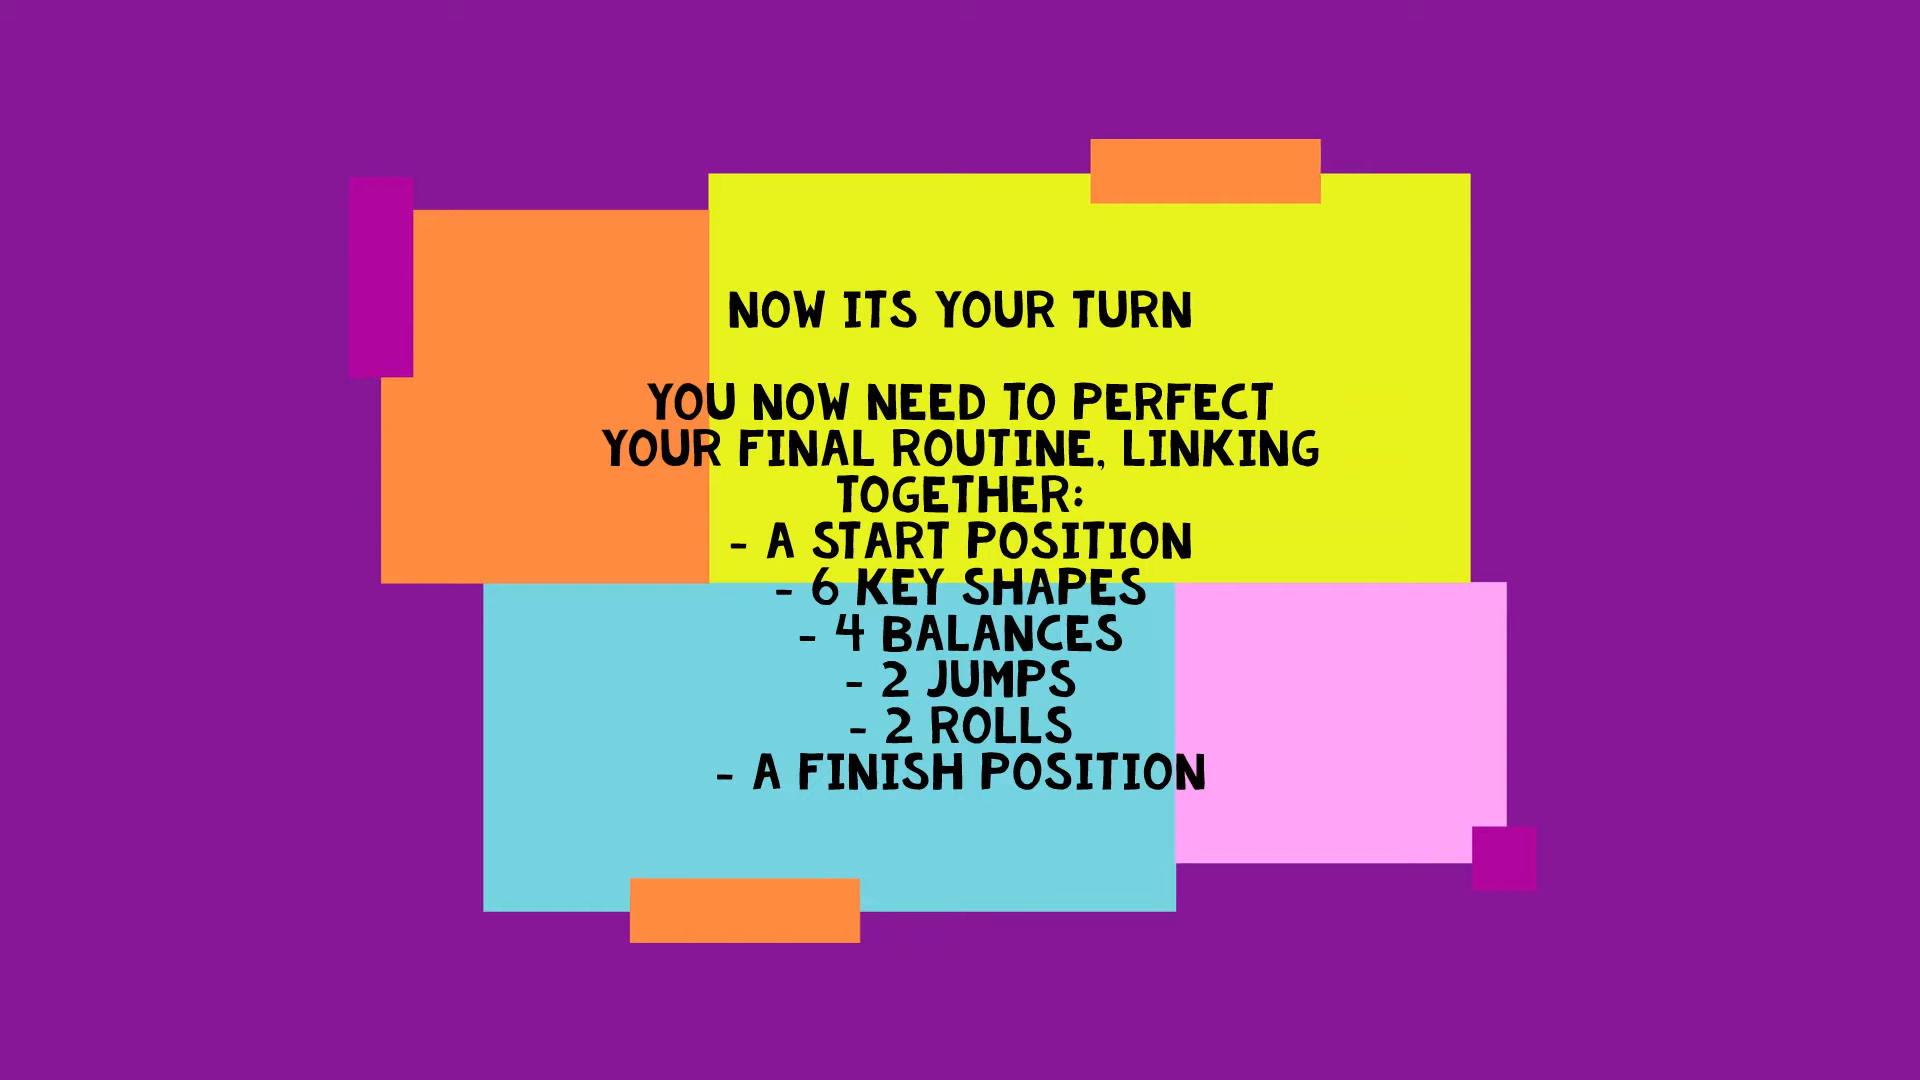 NOW ITS YOUR TURN
YOU NOW NEED TO PERFECT
YOUR FINAL ROUTINE, LINKING
TOGETHER:
- A START POSITION
- 6 KEY SHAPES
- 4 BALANCES
- 2 JUMPS
- 2 ROLLS
- A FINISH POSITION